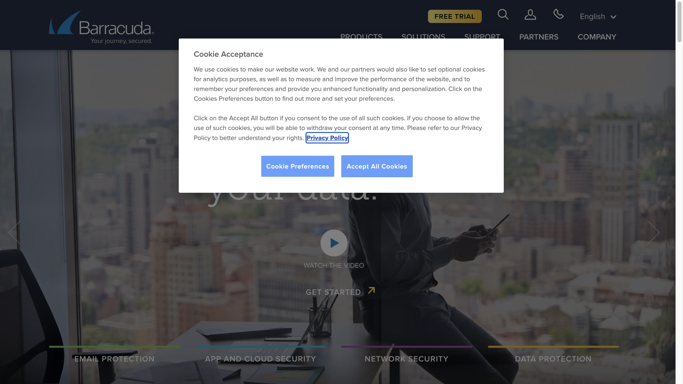 Barracuda
Your journey, secured.
FREE TRIAL
English
PRODUCTS
SOLUTIONS
SUPPORT
PARTNERS
COMPANY
Cookie Acceptance
We use cookies to make our website work. We and our partners would also like to set optional cookies
for analytics purposes, as well as to measure and improve the performance of the website, and to
remember your preferences and provide you enhanced functionality and personalization. Click on the
Cookies Preferences button to find out more and set your preferences.
Click on the Accept All button if you consent to the use of all such cookies. If you choose to allow the
use of such cookies, you will be able to withdraw your consent at any time. Please refer to our Privacy
Policy to better understand your rights. Privacy Policy
Cookie Preferences
Accept All Cookies
your data.
WATCH THE VIDEO
GET STARTED
EMAIL PROTECTION
APP AND CLOUD SECURITY
NETWORK SECURITY
DATA PROTECTION